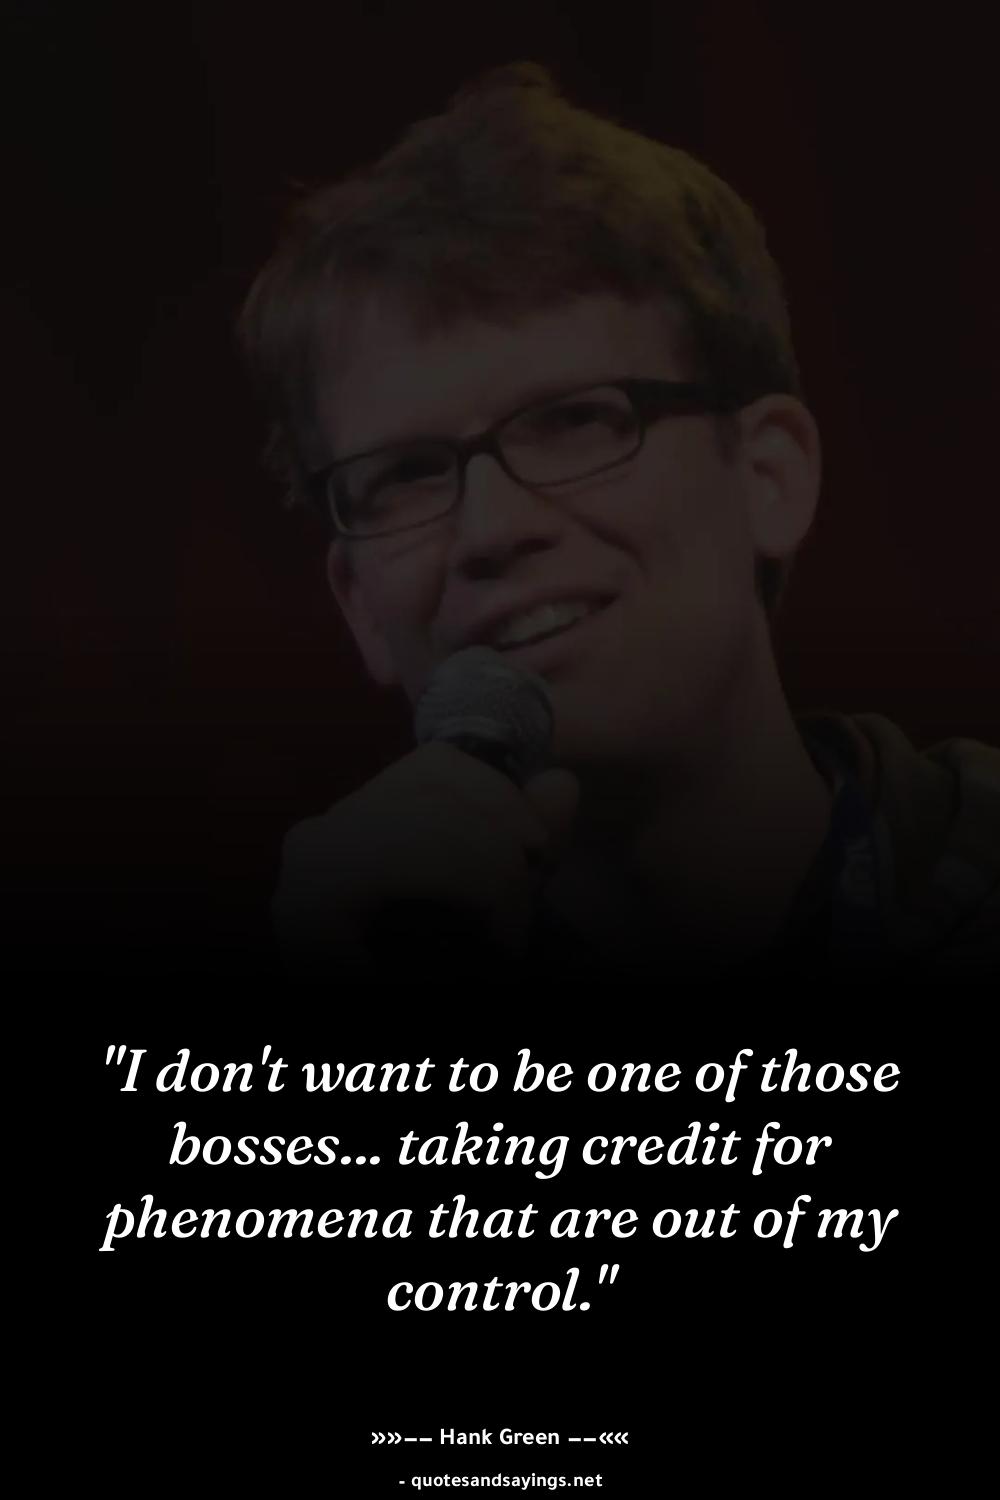 "I don't want to be one of those
bosses... taking credit for
phenomena that are out of my
control."
»»−− Hank Green −−««
- quotesandsayings.net